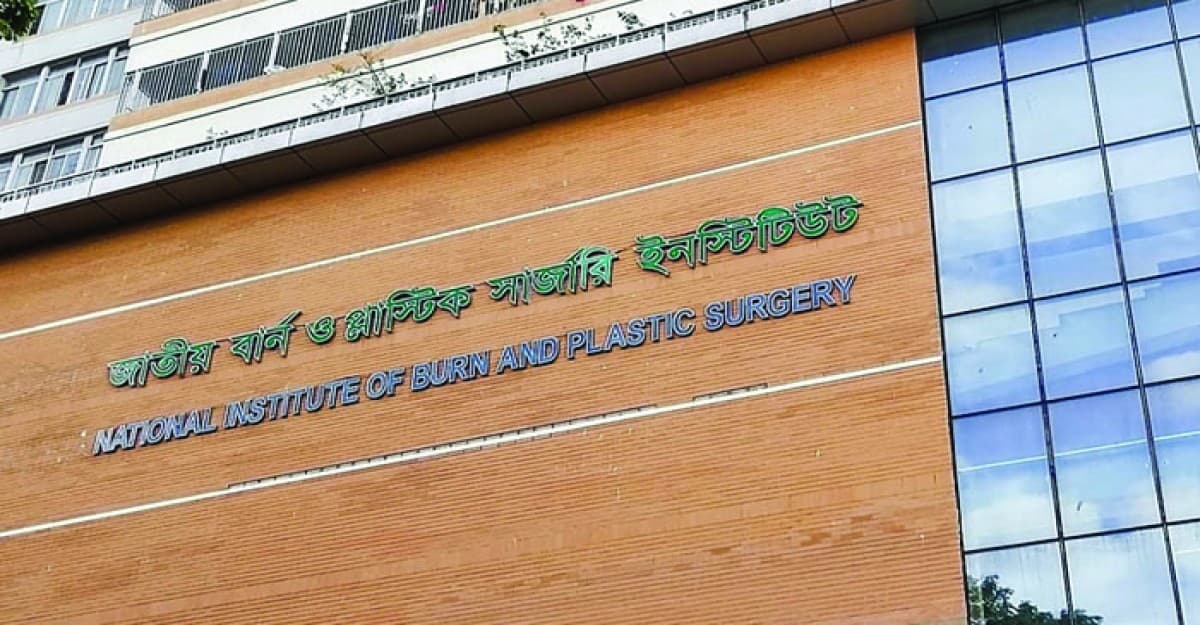 জাতীয় বার্ন ও প্লাস্টিক সার্জারি ইনস্টিটিউট
NATIONAL INSTITUTE OF BURN AND PLASTIC SURGERY